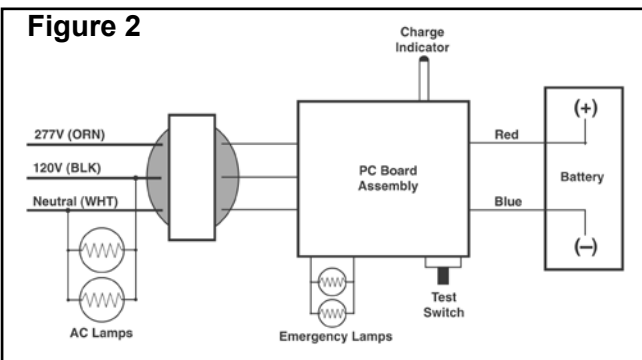 Figure 2
Charge
Indicator
277V (ORN)
120V (BLK)
Neutral (WHT)
AC Lamps
PC Board
Assembly
Red
Blue
(+)
Battery
(–)
Emergency Lamps
Test
Switch